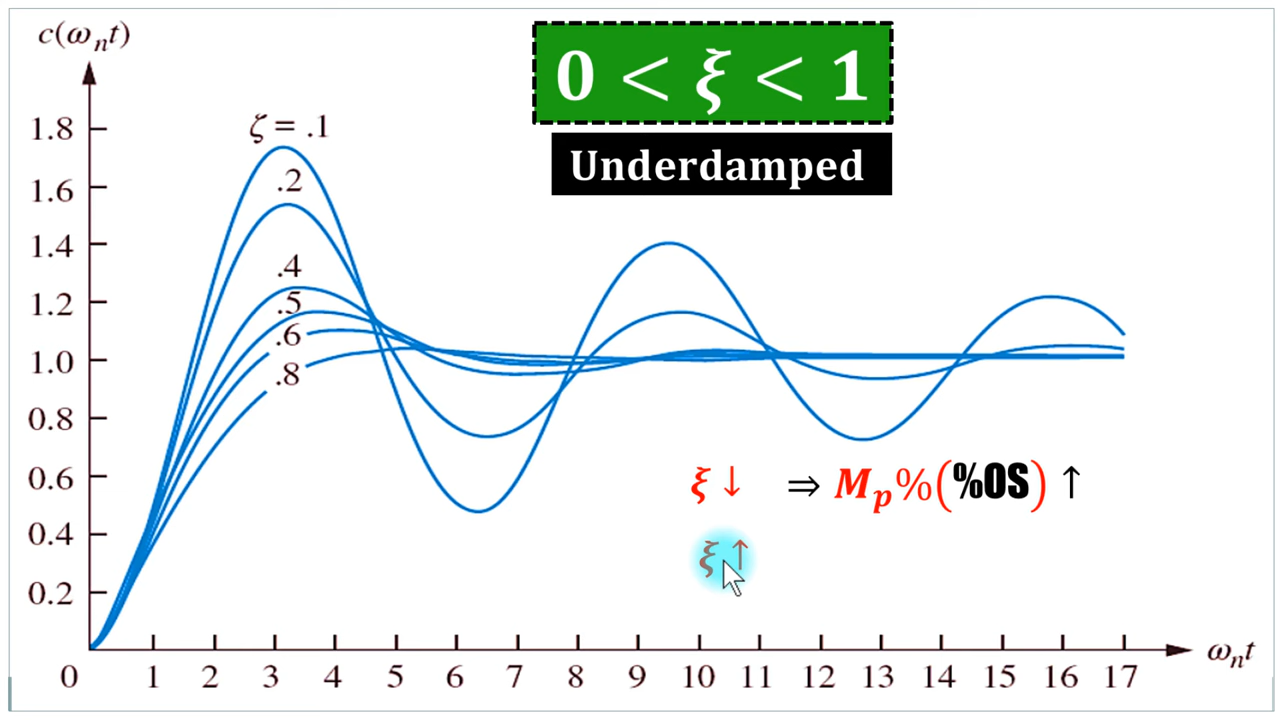 c(ωₙt)
0 < ξ < 1
Underdamped
1.8
1.6
1.4
1.2
1.0
0.8
0.6
0.4
0.2
ζ = .1
.2
.4
.5
.6
.8
ξ ↓ ⇒ Mₚ%(%OS) ↑
ξ ↑
0 1 2 3 4 5 6 7 8 9 10 11 12 13 14 15 16 17 ωₙt